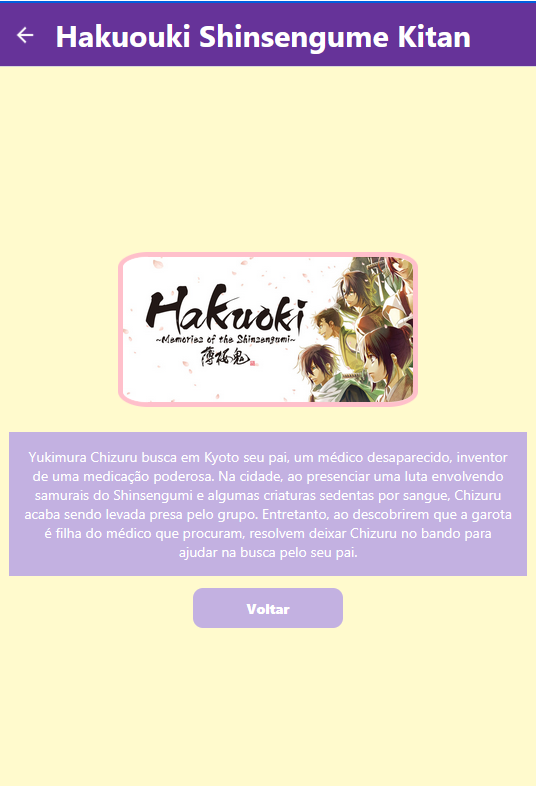 Hakuouki Shinsengume Kitan
Hakuoki
~Memories of the Shinsengumi~
薄桜鬼
Yukimura Chizuru busca em Kyoto seu pai, um médico desaparecido, inventor
de uma medicação poderosa. Na cidade, ao presenciar uma luta envolvendo
samurais do Shinsengumi e algumas criaturas sedentas por sangue, Chizuru
acaba sendo levada presa pelo grupo. Entretanto, ao descobrirem que a garota
é filha do médico que procuram, resolvem deixar Chizuru no bando para
ajudar na busca pelo seu pai.
Voltar